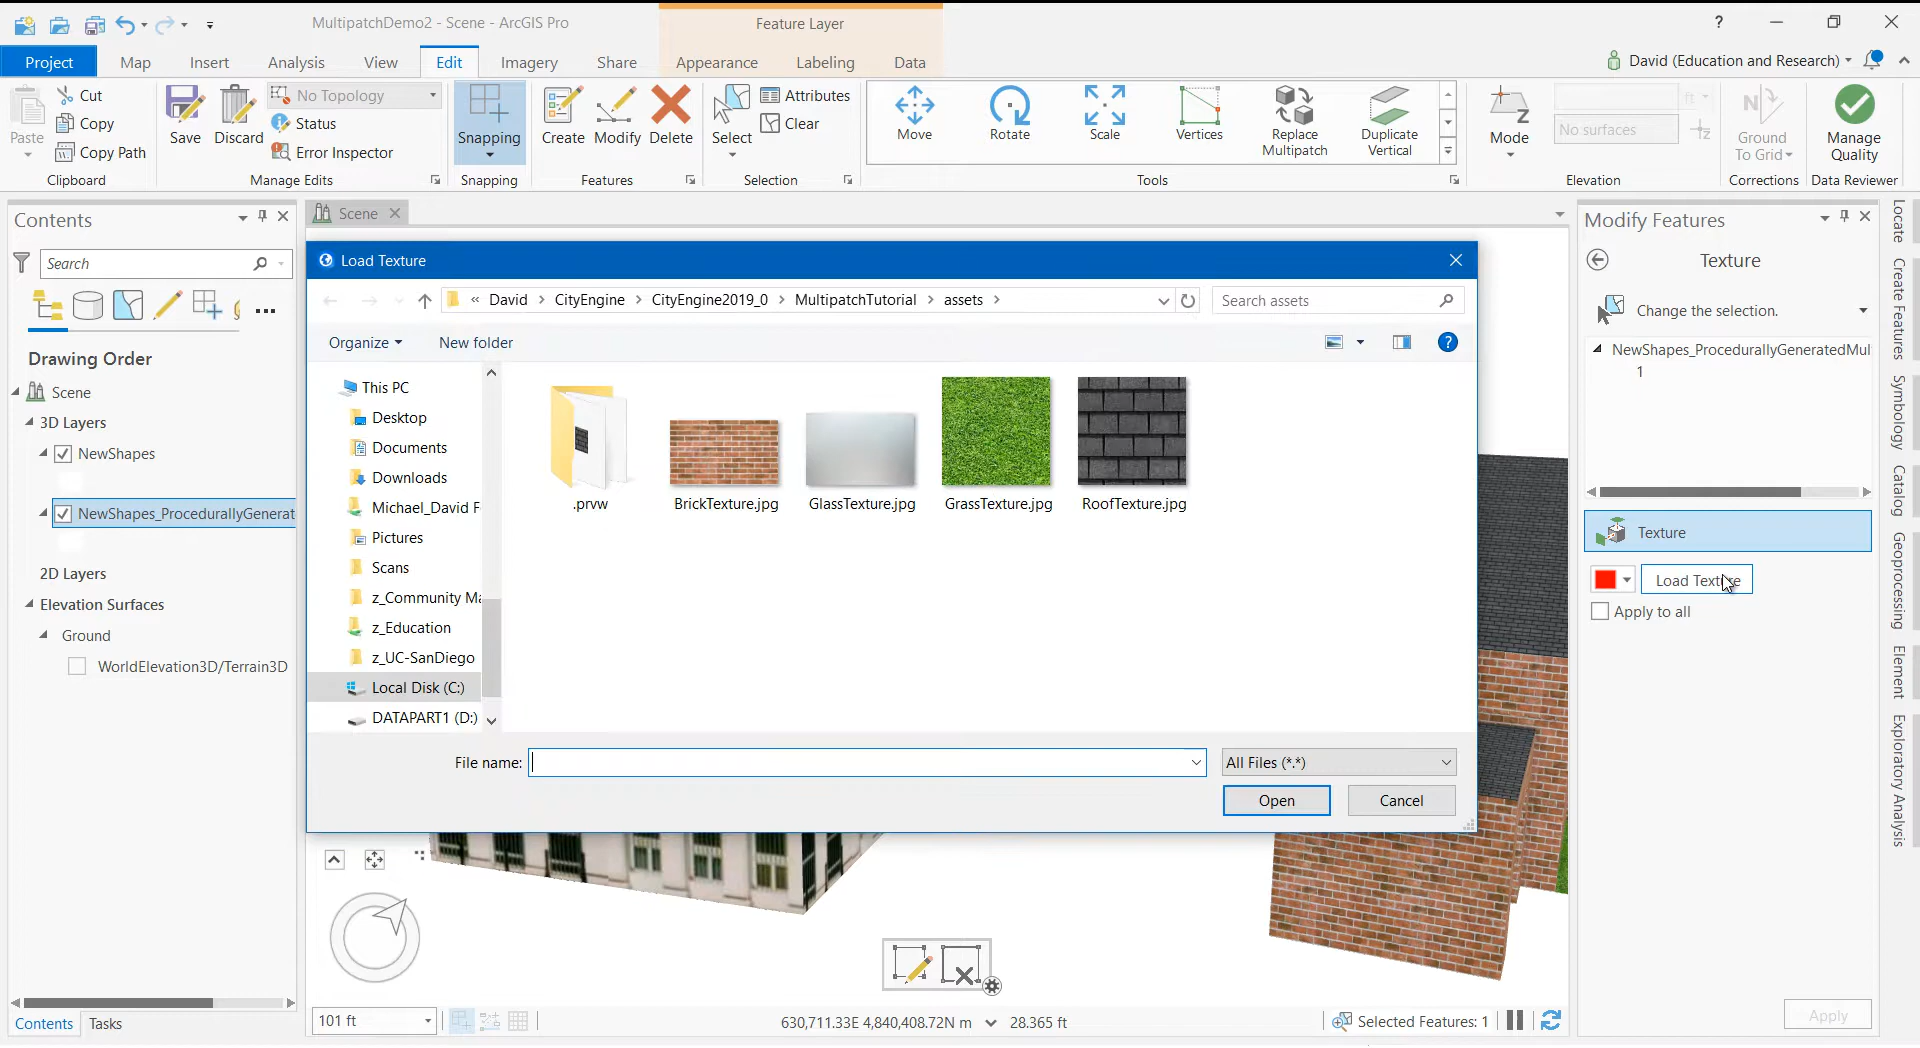 MultipatchDemo2 - Scene - ArcGIS Pro
Feature Layer
?
Project
Map
Insert
Analysis
View
Edit
Imagery
Share
Appearance
Labeling
Data
David (Education and Research)
Paste
Cut
Copy
Copy Path
Clipboard
Save
Discard
No Topology
Status
Error Inspector
Manage Edits
Snapping
Snapping
Create
Modify
Delete
Features
Select
Attributes
Clear
Selection
Move
Rotate
Scale
Vertices
Replace
Multipatch
Duplicate
Vertical
Tools
Mode
ft
No surfaces
Elevation
Ground
To Grid
Corrections
Manage
Quality
Data Reviewer
Contents
Search
Drawing Order
Scene
3D Layers
NewShapes
NewShapes_ProcedurallyGenerat
2D Layers
Elevation Surfaces
Ground
WorldElevation3D/Terrain3D
Contents
Tasks
Scene
Load Texture
« David > CityEngine > CityEngine2019_0 > MultipatchTutorial > assets >
Search assets
Organize
New folder
?
This PC
Desktop
Documents
Downloads
Michael_David F
Pictures
Scans
z_Community Ma
z_Education
z_UC-SanDiego
Local Disk (C:)
DATAPART1 (D:)
.prvw
BrickTexture.jpg
GlassTexture.jpg
GrassTexture.jpg
RoofTexture.jpg
File name:
All Files (*.*)
Open
Cancel
101 ft
630,711.33E 4,840,408.72N m
28.365 ft
Selected Features: 1
Modify Features
Texture
Change the selection.
NewShapes_ProcedurallyGeneratedMul
1
Texture
Load Texture
Apply to all
Apply
Locate
Create Features
Symbology
Catalog
Geoprocessing
Element
Exploratory Analysis